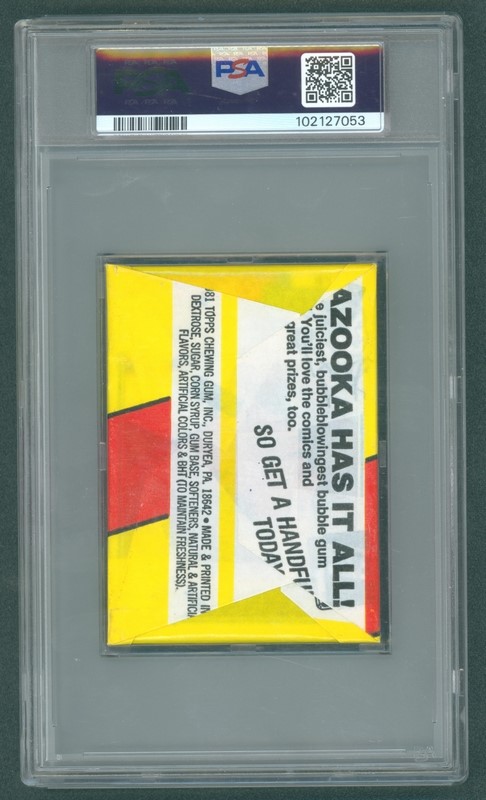 PSA
102127053
AZOOKA HAS IT ALL!
e juiciest, bubbleblowingest bubble gum
You'll love the comics and
great prizes, too.
SO GET A HANDFUL
TODAY
81 TOPPS CHEWING GUM, INC., DURYEA, PA. 18642 • MADE & PRINTED IN
DEXTROSE, SUGAR, CORN SYRUP, GUM BASE, SOFTENERS, NATURAL & ARTIFICI
FLAVORS, ARTIFICIAL COLORS & BHT (TO MAINTAIN FRESHNESS).